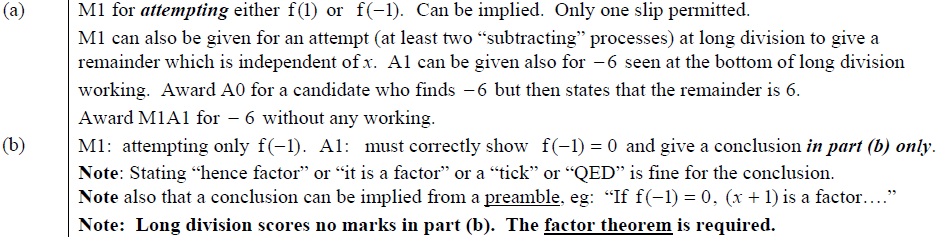 (a) M1 for attempting either f(1) or f(−1). Can be implied. Only one slip permitted.
M1 can also be given for an attempt (at least two “subtracting” processes) at long division to give a
remainder which is independent of x. A1 can be given also for −6 seen at the bottom of long division
working. Award A0 for a candidate who finds −6 but then states that the remainder is 6.
Award M1A1 for − 6 without any working.
(b) M1: attempting only f(−1). A1: must correctly show f(−1) = 0 and give a conclusion in part (b) only.
Note: Stating “hence factor” or “it is a factor” or a “tick” or “QED” is fine for the conclusion.
Note also that a conclusion can be implied from a preamble, eg: “If f(−1) = 0, (x + 1) is a factor….”
Note: Long division scores no marks in part (b). The factor theorem is required.